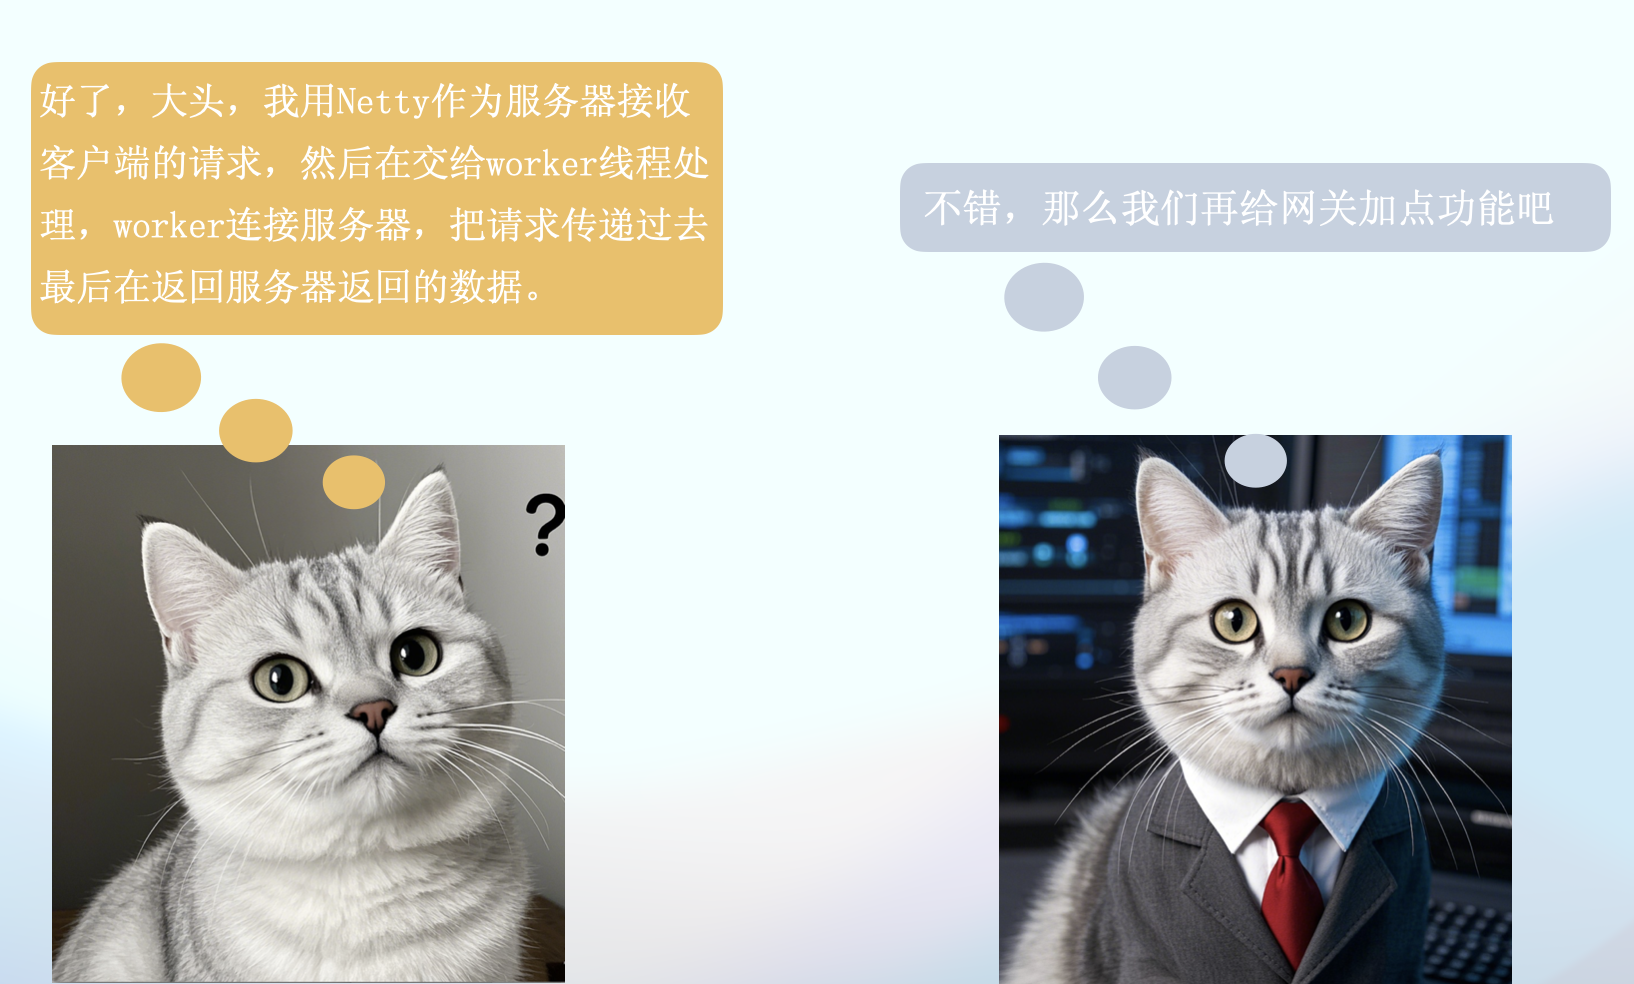 好了，大头，我用Netty作为服务器接收
客户端的请求，然后在交给worker线程处
理，worker连接服务器，把请求传递过去
最后在返回服务器返回的数据。
不错，那么我们再给网关加点功能吧
?